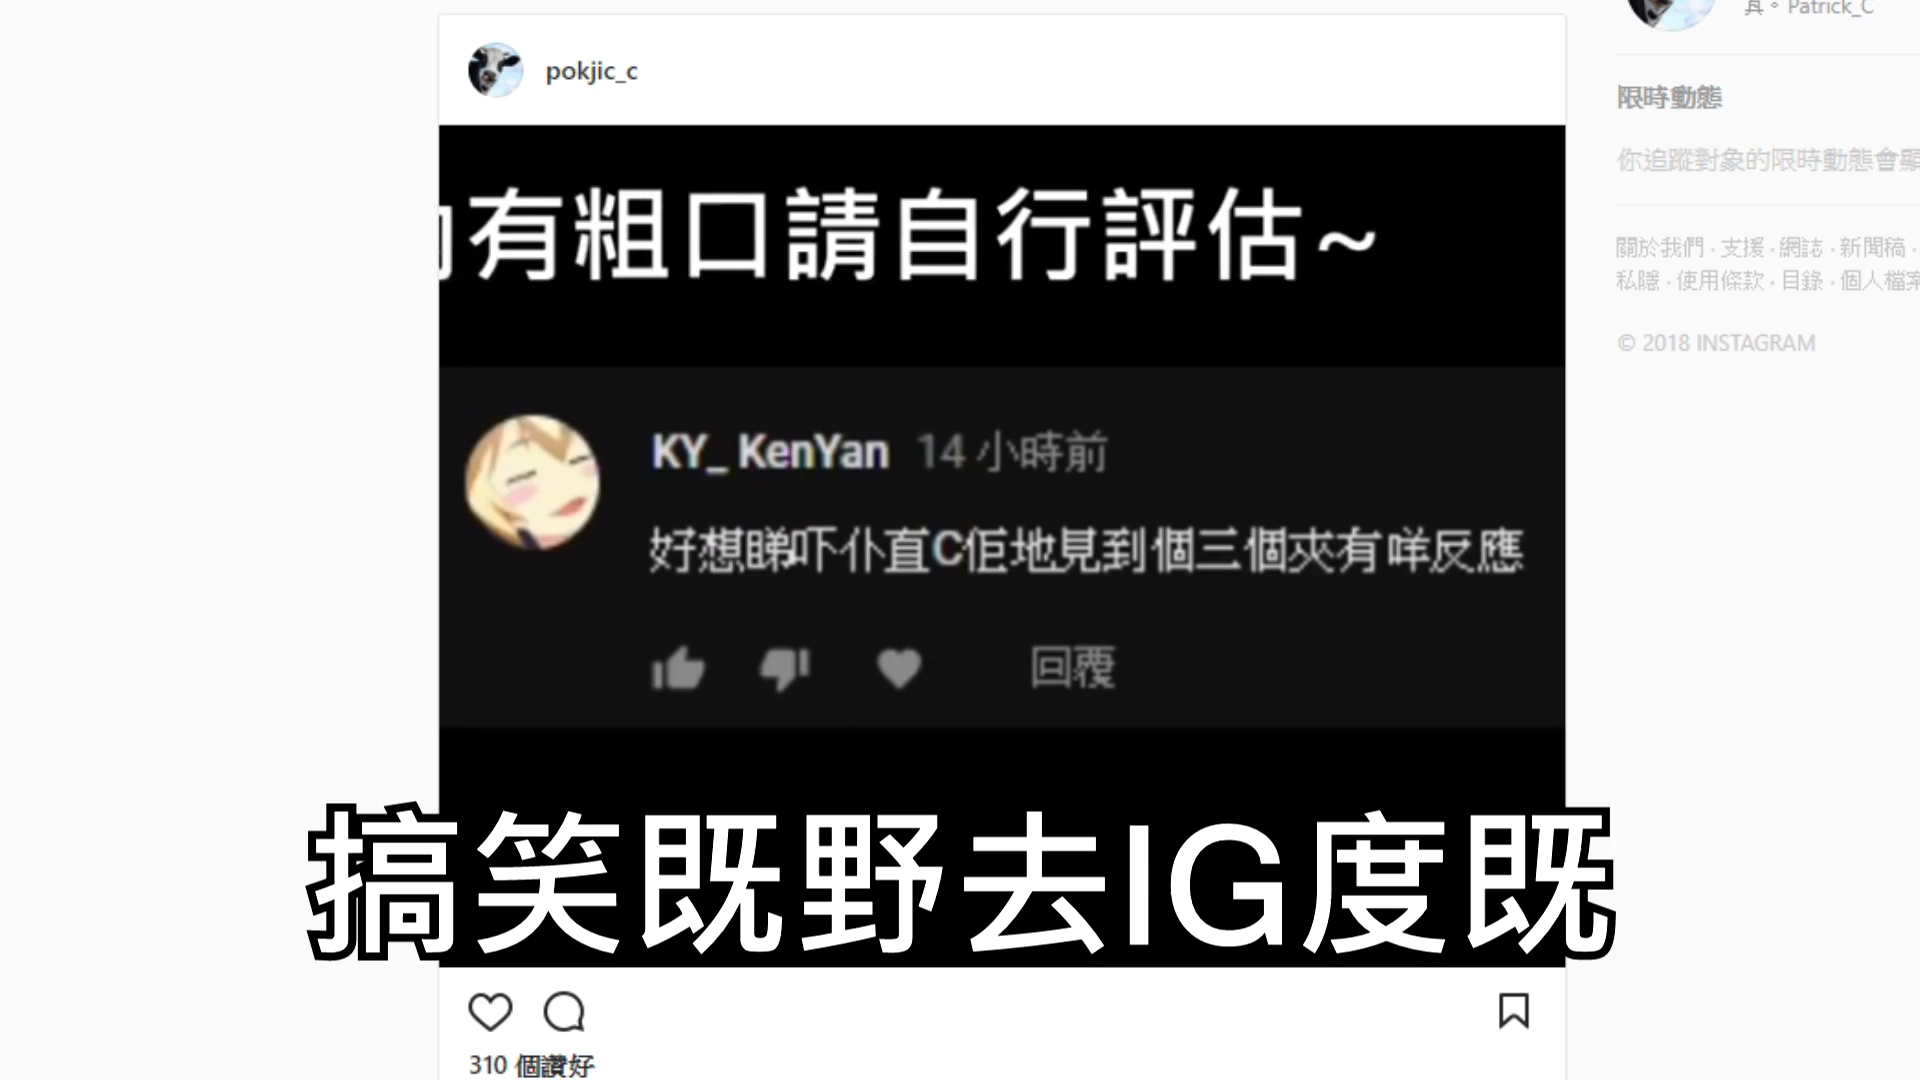 pokjic_c
有粗口請自行評估~
KY_ KenYan 14 小時前
好想睇吓仆直C佢地見到個三個夾有咩反應
回覆
搞笑既野去IG度既
310 個讚好
Patrick_C
限時動態
你追蹤對象的限時動態會顯
關於我們 · 支援 · 網誌 · 新聞稿 ·
私隱 · 使用條款 · 目錄 · 個人檔案
© 2018 INSTAGRAM